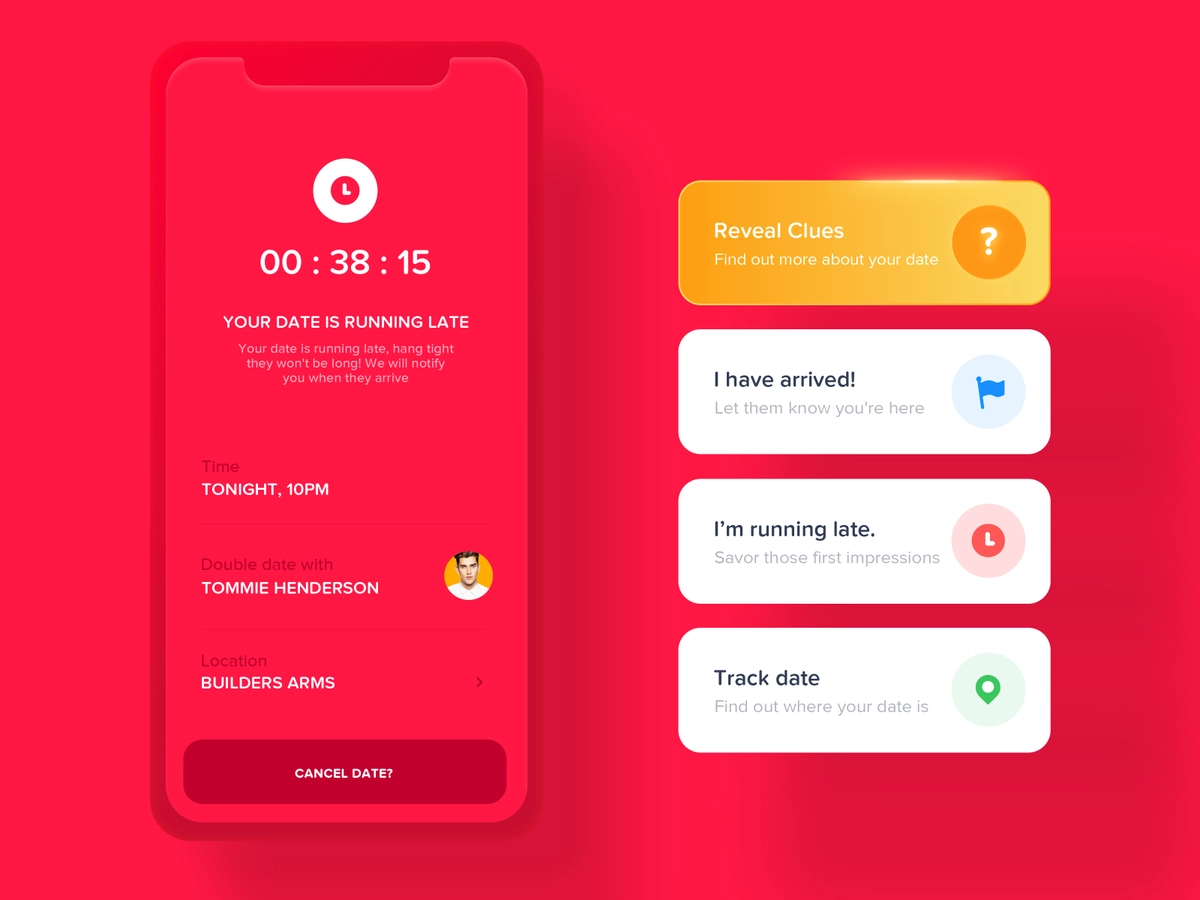 00 : 38 : 15
YOUR DATE IS RUNNING LATE
Your date is running late, hang tight
they won't be long! We will notify
you when they arrive
Time
TONIGHT, 10PM
Double date with
TOMMIE HENDERSON
Location
BUILDERS ARMS
CANCEL DATE?
Reveal Clues
Find out more about your date
?
I have arrived!
Let them know you're here
I’m running late.
Savor those first impressions
Track date
Find out where your date is